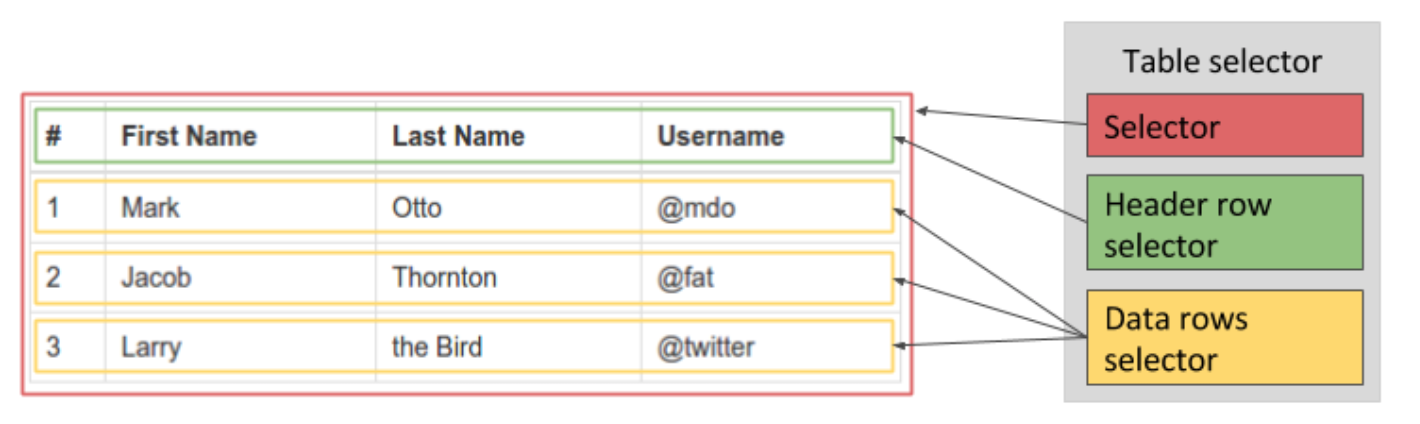 Table selector
# First Name Last Name Username
1 Mark Otto @mdo
2 Jacob Thornton @fat
3 Larry the Bird @twitter
Selector
Header row
selector
Data rows
selector